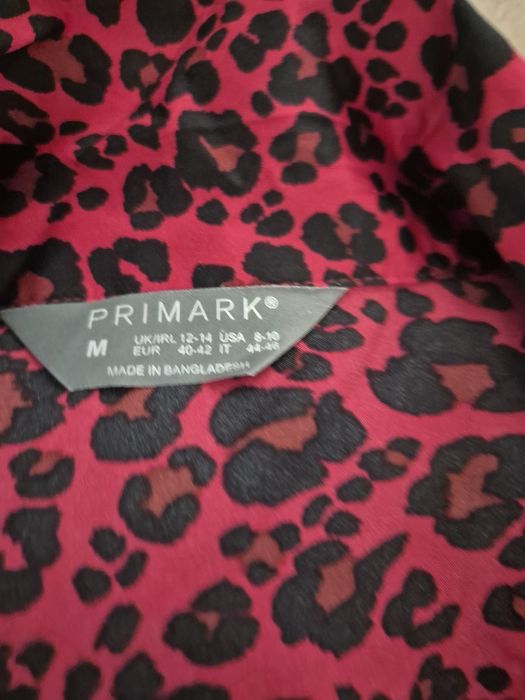 PRIMARK®
M UK/IRL 12-14 USA 8-10
EUR 40-42 IT 44-46
MADE IN BANGLADESH